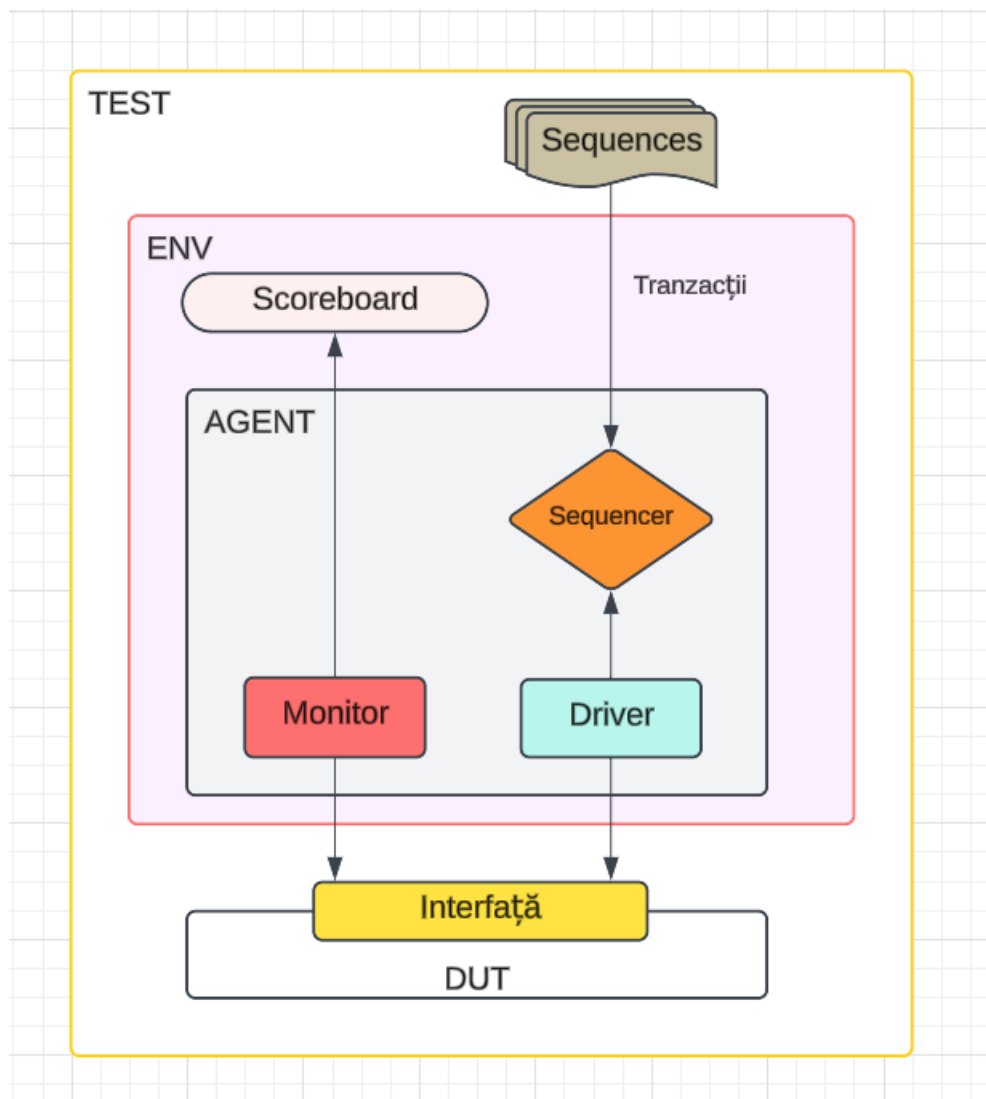 TEST
Sequences
ENV
Tranzacții
Scoreboard
AGENT
Sequencer
Monitor
Driver
Interfață
DUT